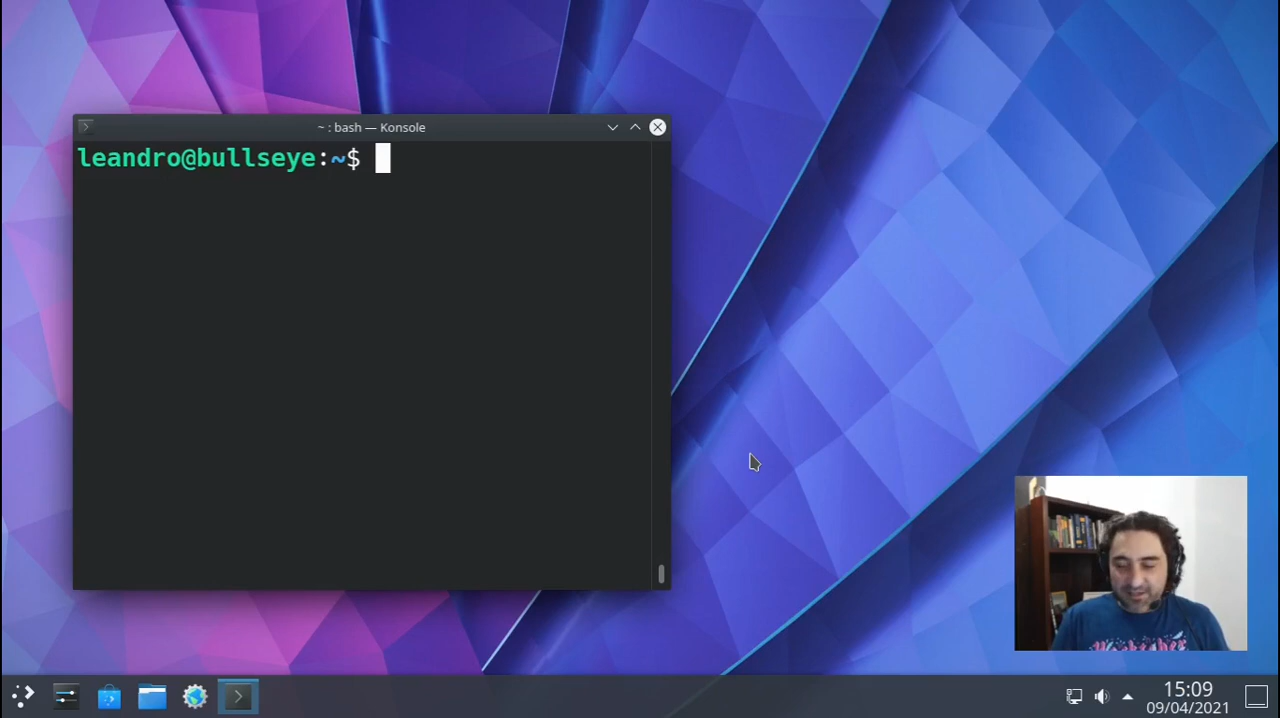 ~ : bash — Konsole
leandro@bullseye:~$
15:09
09/04/2021